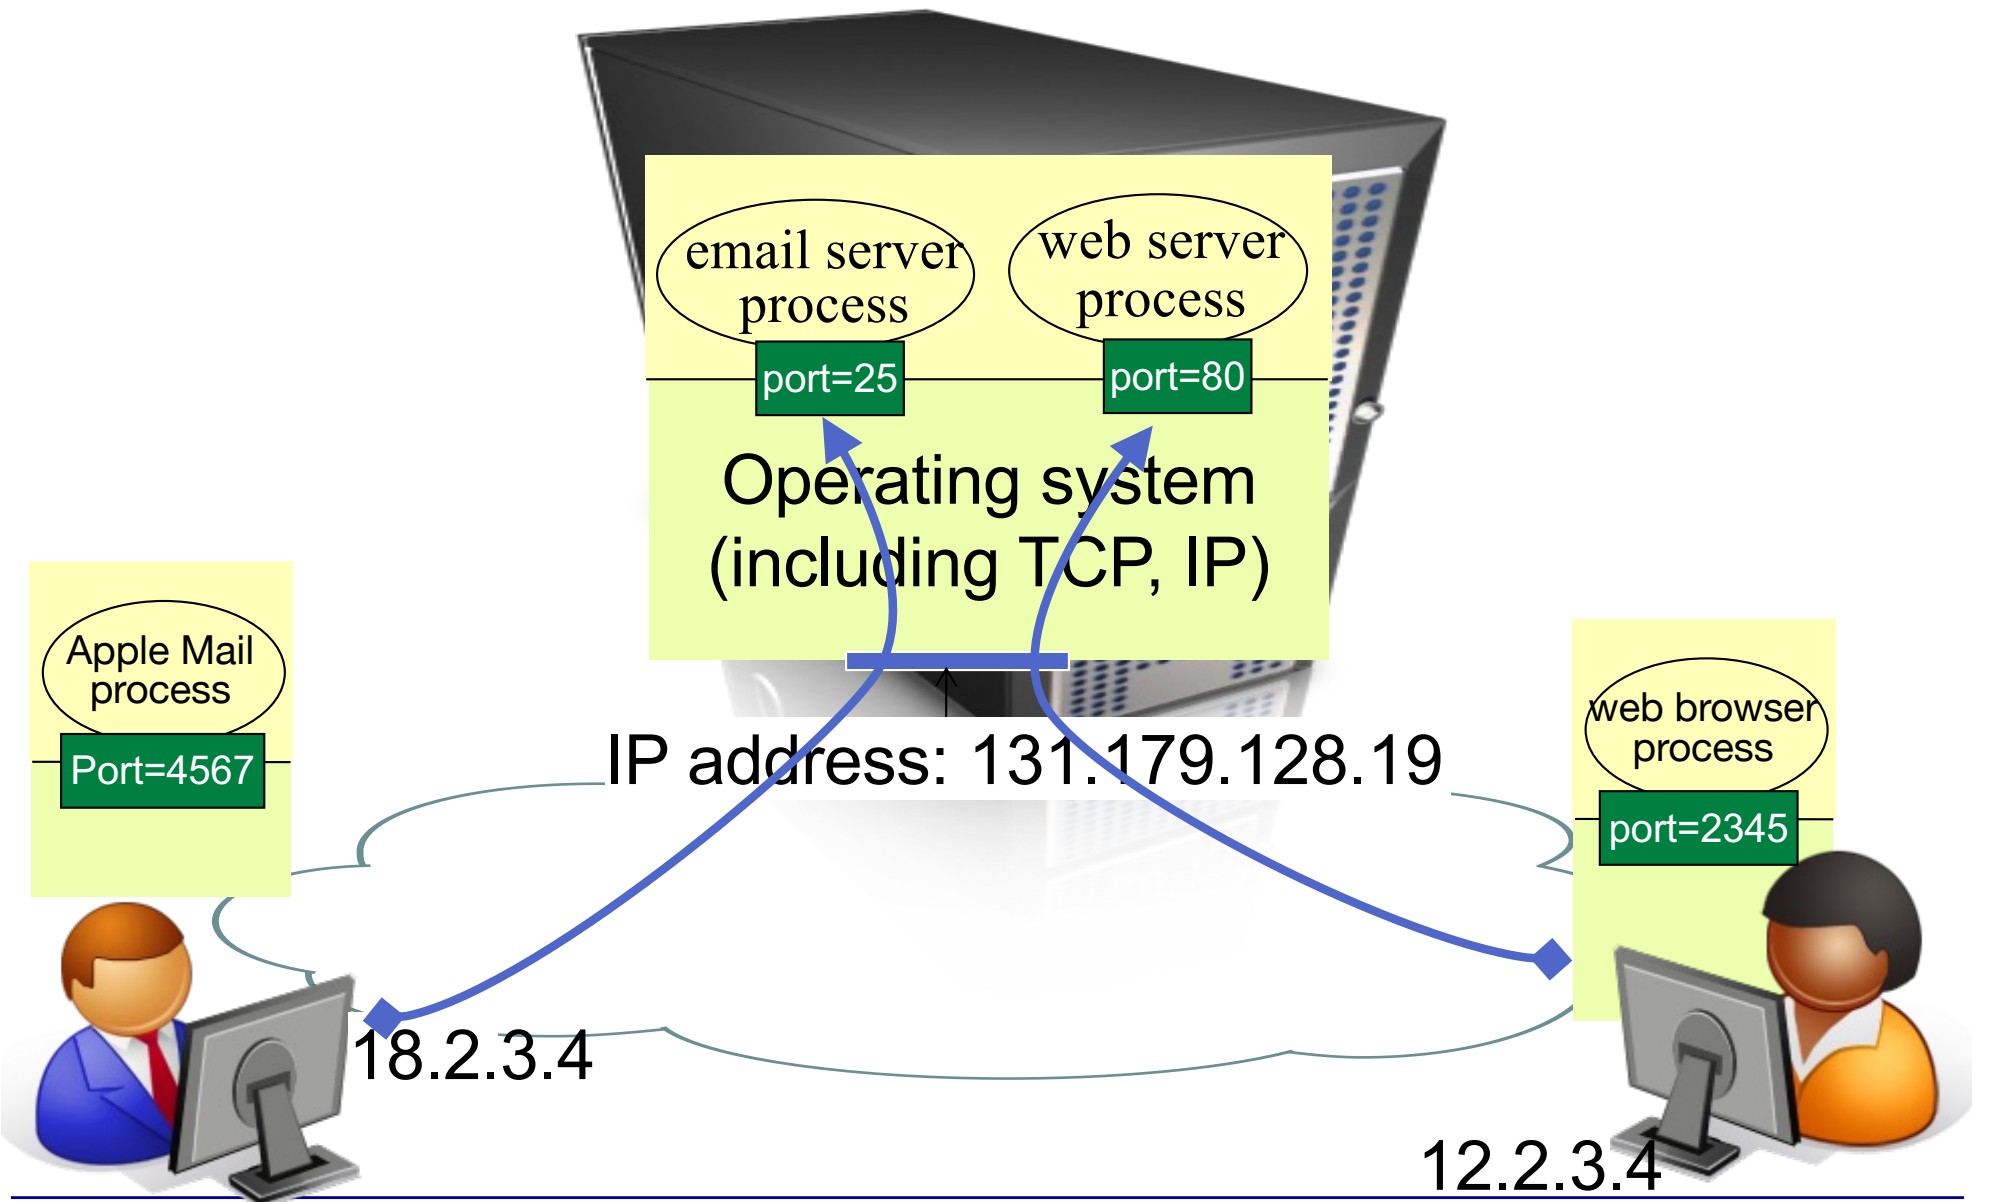 email server
process
web server
process
port=25
port=80
Operating system
(including TCP, IP)
Apple Mail
process
Port=4567
IP address: 131.179.128.19
web browser
process
port=2345
18.2.3.4
12.2.3.4